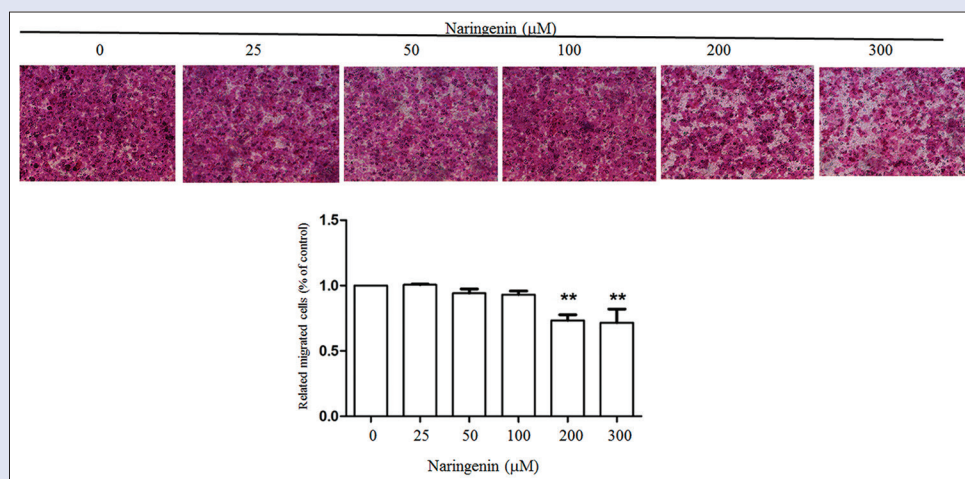 Naringenin (μM)
0 25 50 100 200 300
Related migrated cells (% of control)
1.5
1.0
0.5
0.0
** **
0 25 50 100 200 300
Naringenin (μM)